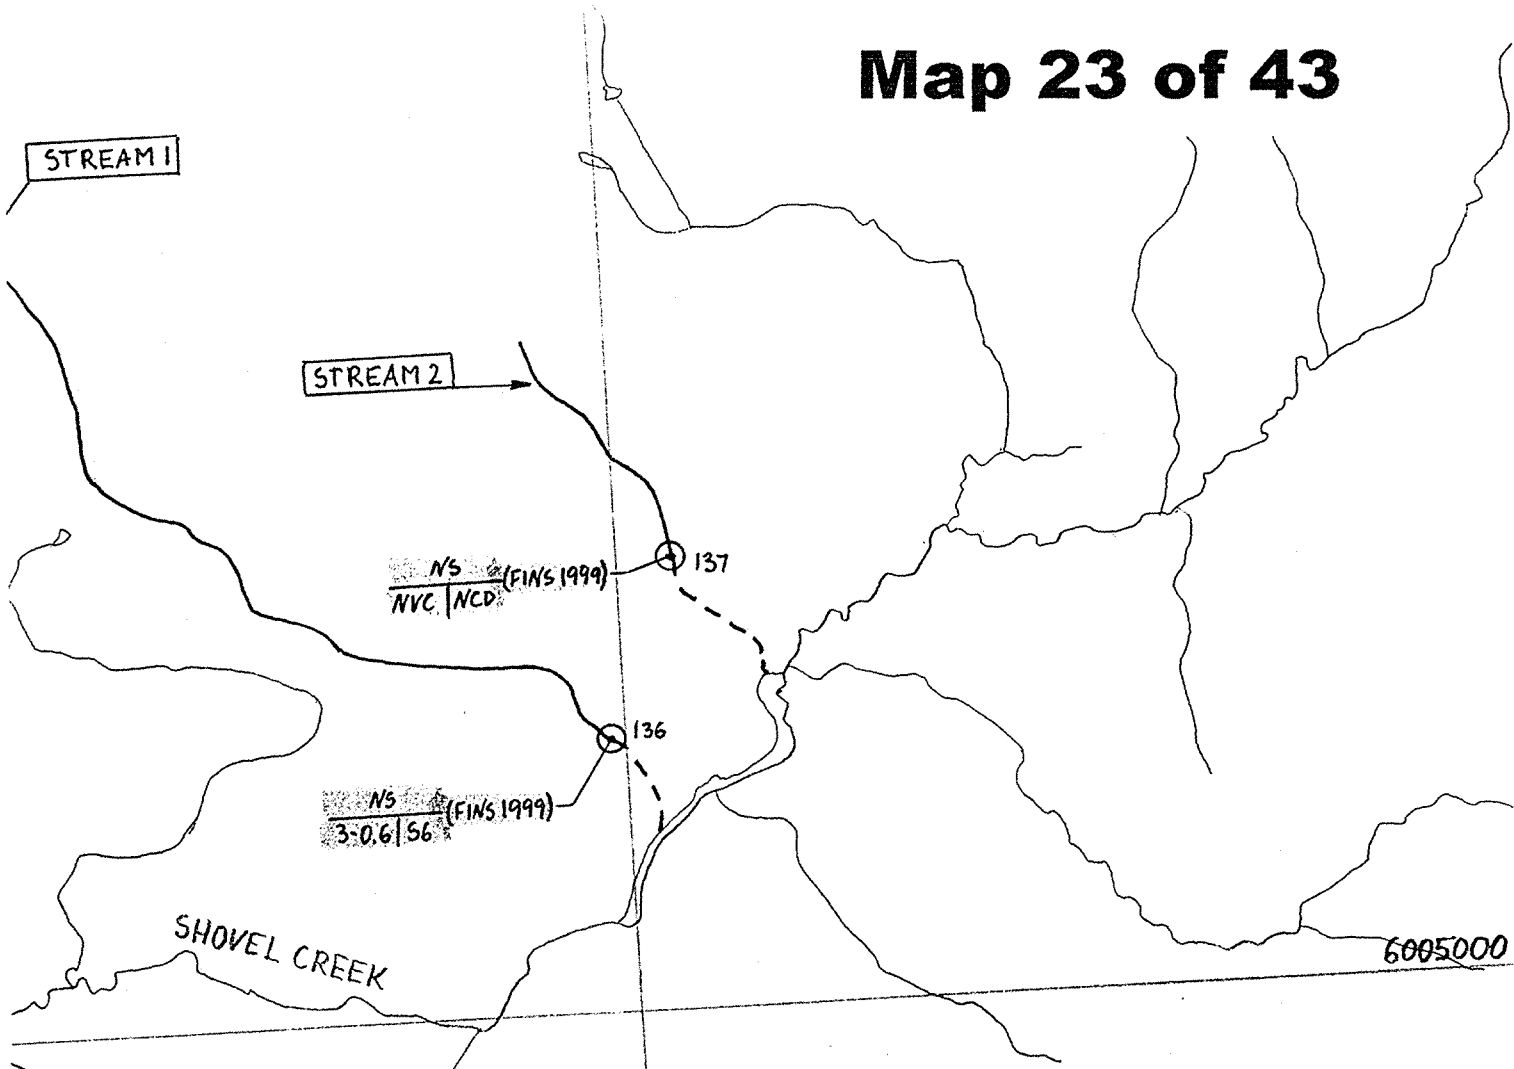 Map 23 of 43
STREAM 1
STREAM 2
NS
NVC | NCD
(FINS 1999)
137
136
NS
3-0,6 | S6
(FINS 1999)
SHOVEL CREEK
6005000